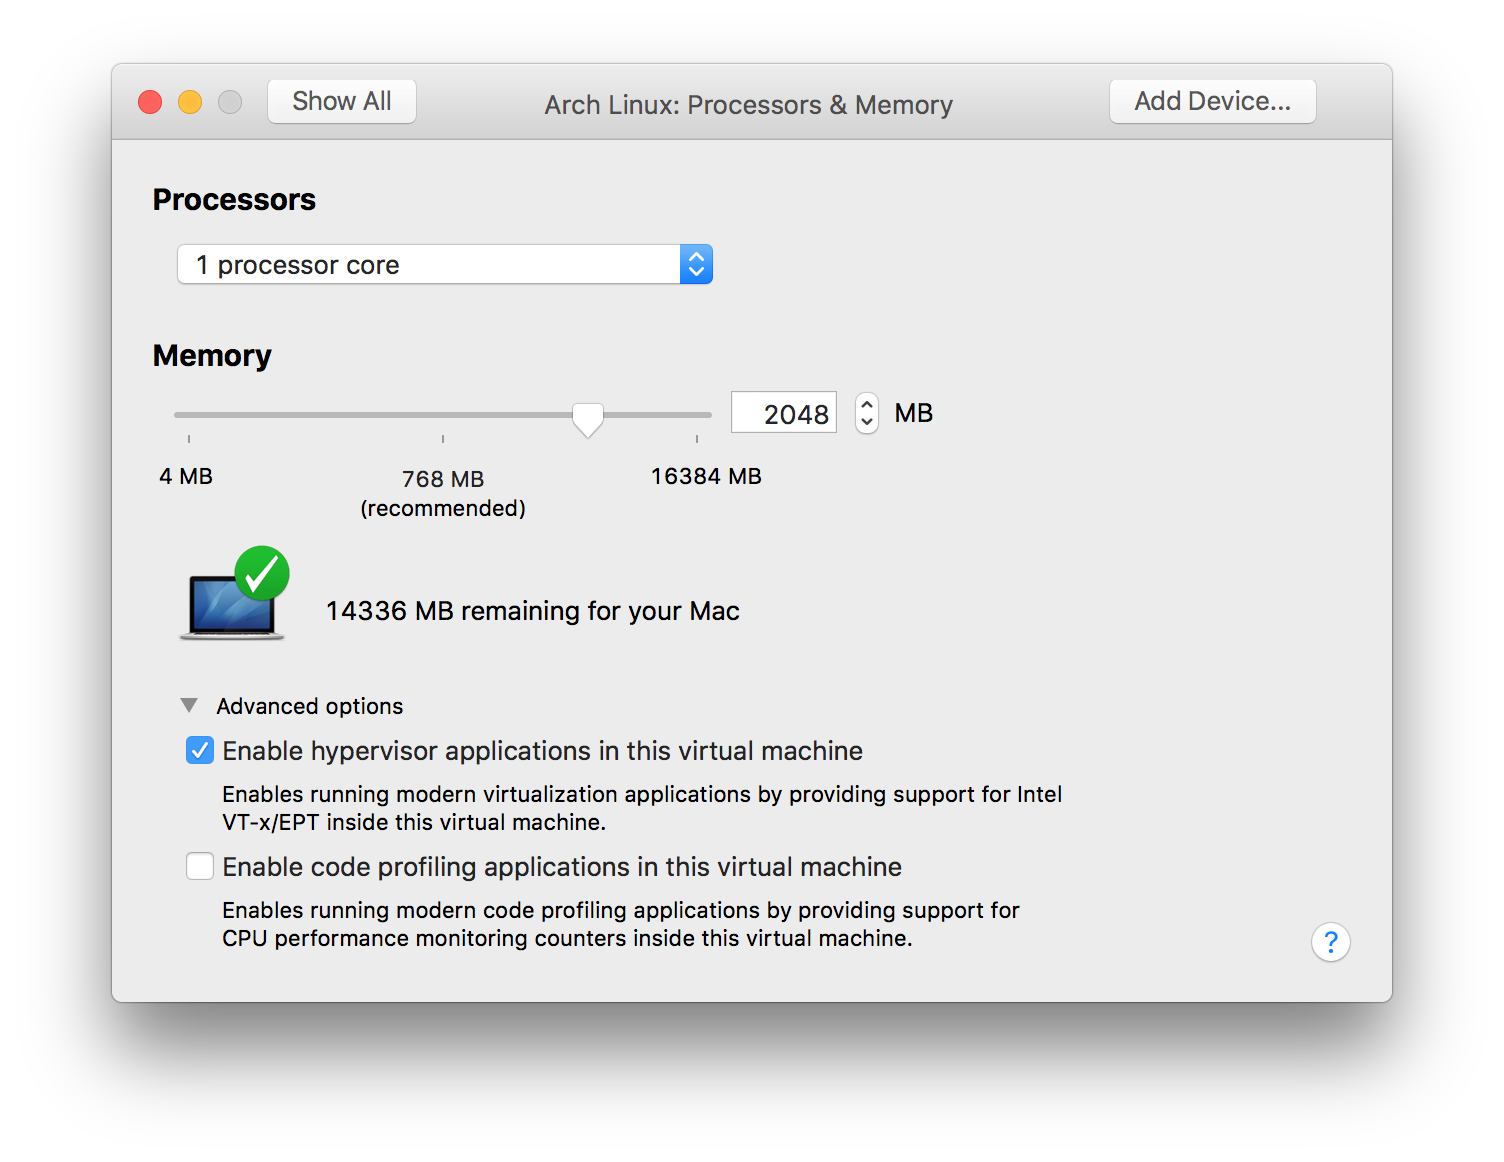 Show All
Arch Linux: Processors & Memory
Add Device...
Processors
1 processor core
Memory
2048
MB
4 MB
768 MB
(recommended)
16384 MB
14336 MB remaining for your Mac
Advanced options
Enable hypervisor applications in this virtual machine
Enables running modern virtualization applications by providing support for Intel
VT-x/EPT inside this virtual machine.
Enable code profiling applications in this virtual machine
Enables running modern code profiling applications by providing support for
CPU performance monitoring counters inside this virtual machine.
?